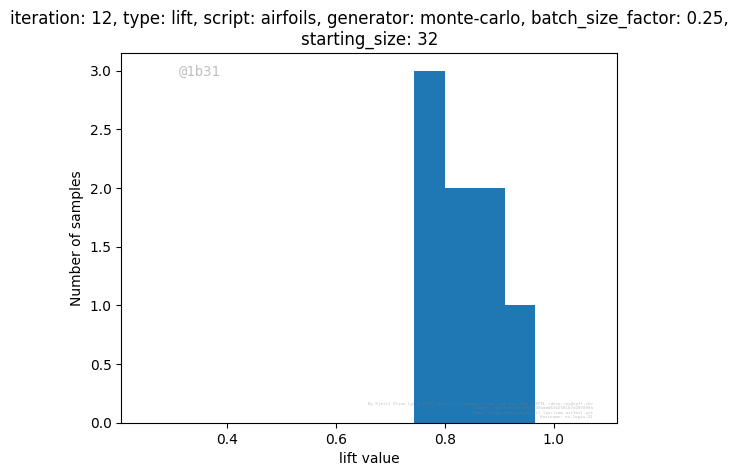 iteration: 12, type: lift, script: airfoils, generator: monte-carlo, batch_size_factor: 0.25,
starting_size: 32
@1b31
3.0
2.5
2.0
1.5
1.0
0.5
0.0
Number of samples
0.4 0.6 0.8 1.0
lift value